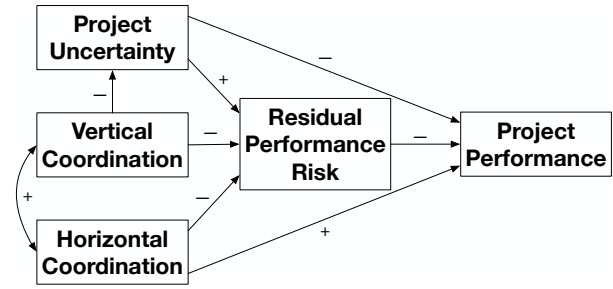 Project
Uncertainty
−
+
−
Vertical
Coordination
−
Residual
Performance
Risk
−
Project
Performance
+
−
Horizontal
Coordination
+